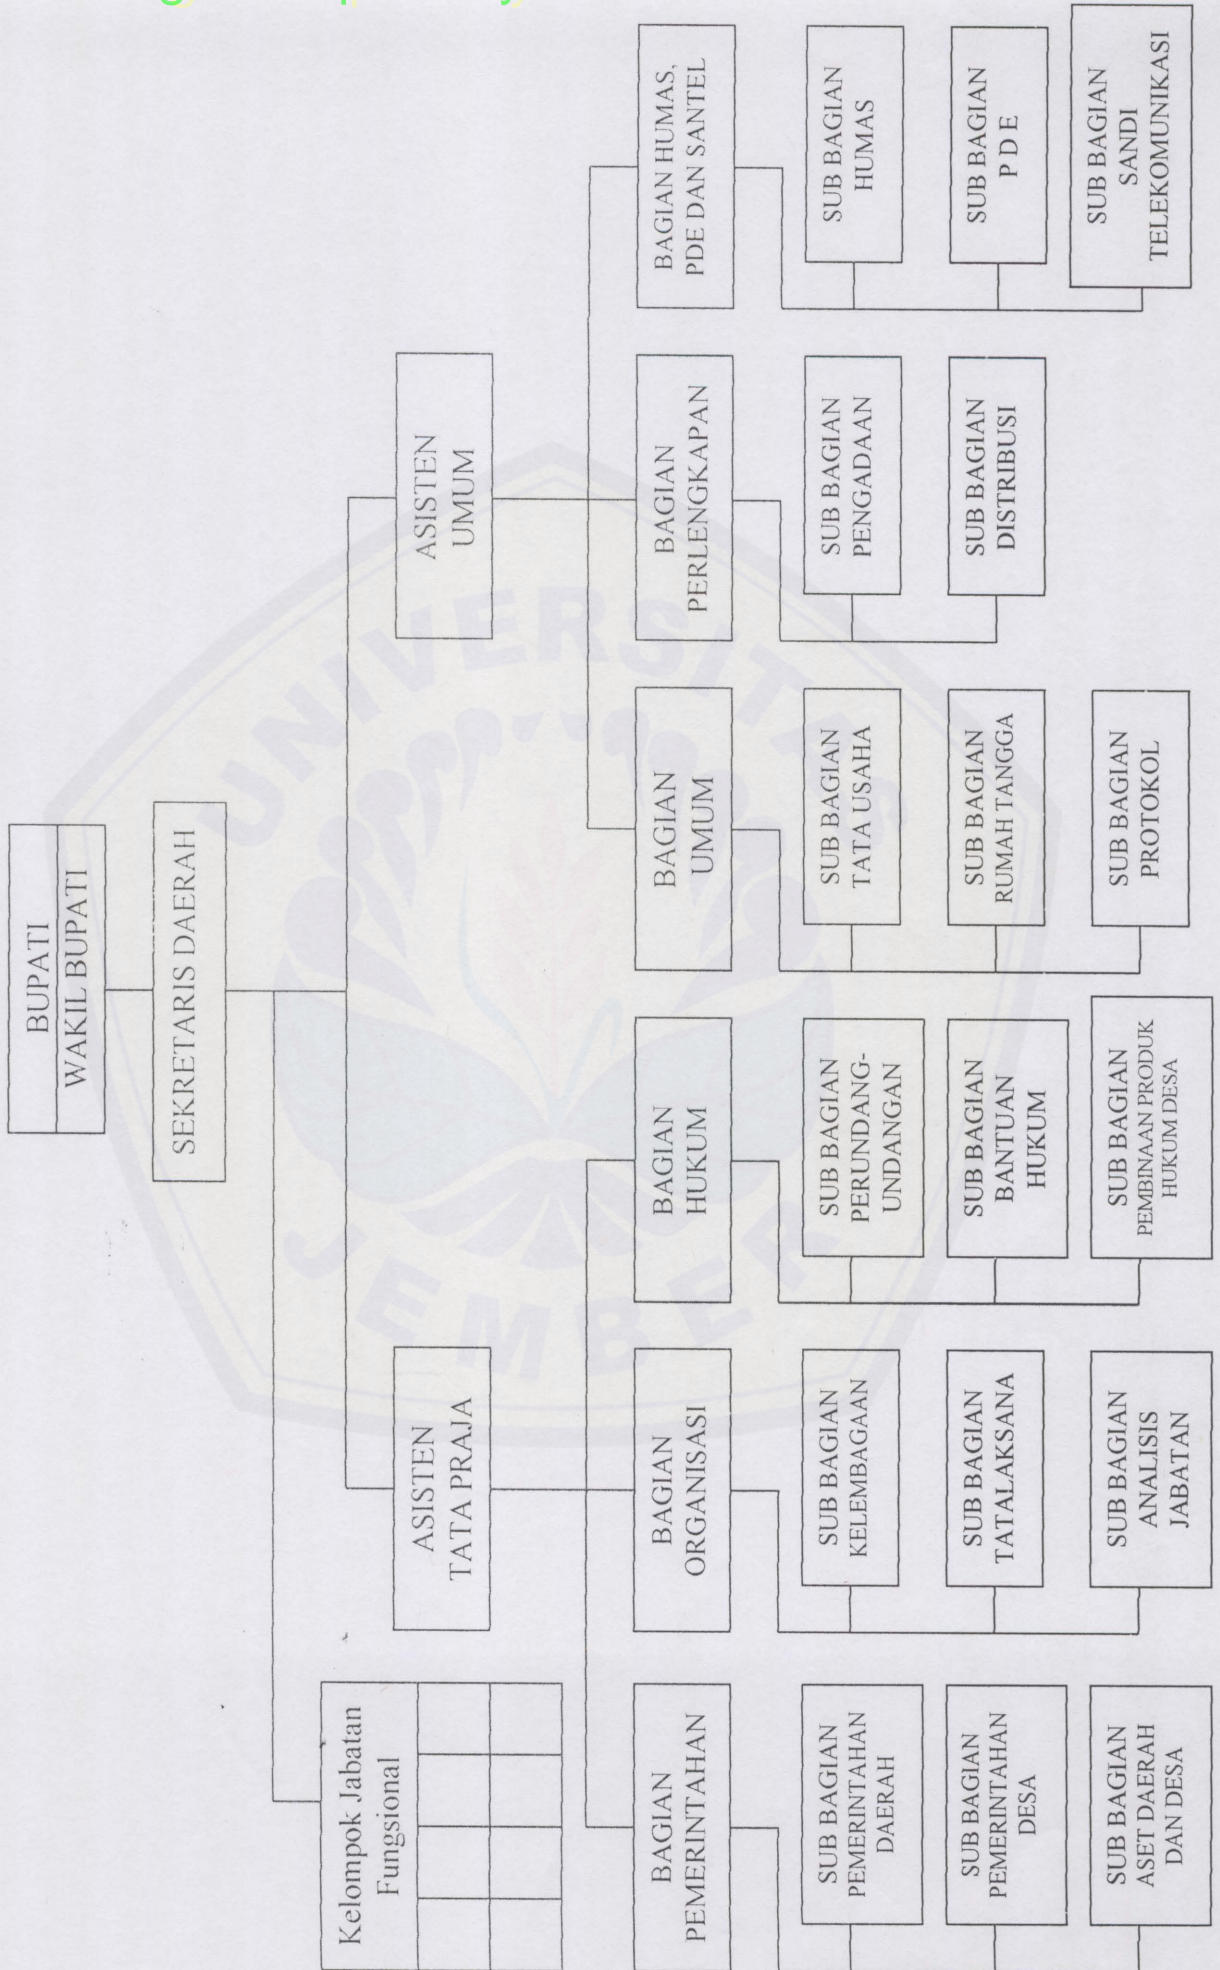 BUPATI
WAKIL BUPATI
SEKRETARIS DAERAH
Kelompok Jabatan
Fungsional
ASISTEN
TATA PRAJA
ASISTEN
UMUM
BAGIAN
PEMERINTAHAN
BAGIAN
ORGANISASI
BAGIAN
HUKUM
BAGIAN
UMUM
BAGIAN
PERLENGKAPAN
BAGIAN HUMAS,
PDE DAN SANTEL
SUB BAGIAN
PEMERINTAHAN
DAERAH
SUB BAGIAN
KELEMBAGAAN
SUB BAGIAN
PERUNDANG-
UNDANGAN
SUB BAGIAN
TATA USAHA
SUB BAGIAN
PENGADAAN
SUB BAGIAN
HUMAS
SUB BAGIAN
PEMERINTAHAN
DESA
SUB BAGIAN
TATALAKSANA
SUB BAGIAN
BANTUAN
HUKUM
SUB BAGIAN
RUMAH TANGGA
SUB BAGIAN
DISTRIBUSI
SUB BAGIAN
P D E
SUB BAGIAN
ASET DAERAH
DAN DESA
SUB BAGIAN
ANALISIS
JABATAN
SUB BAGIAN
PEMBINAAN PRODUK
HUKUM DESA
SUB BAGIAN
PROTOKOL
SUB BAGIAN
SANDI
TELEKOMUNIKASI
UNIVERSITAS
JEMBER